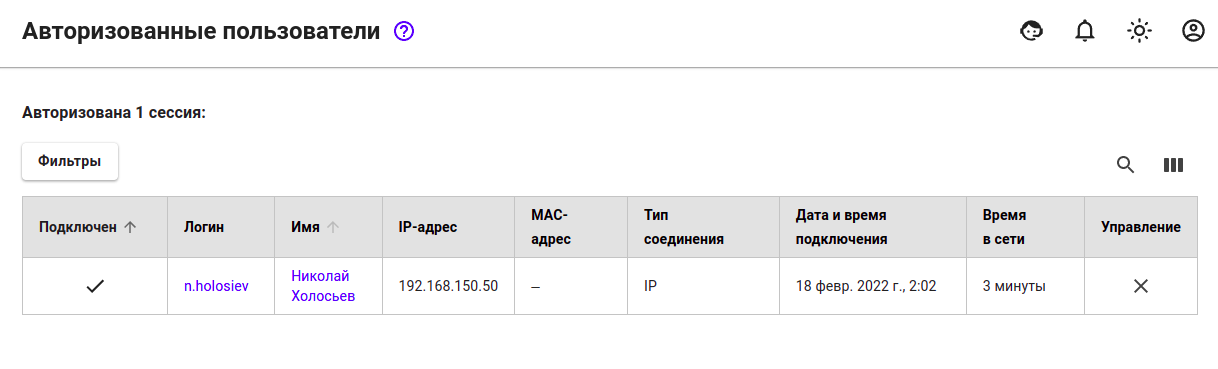 Авторизованные пользователи
Авторизована 1 сессия:
Фильтры
Подключен Логин Имя IP-адрес MAC-адрес Тип соединения Дата и время подключения Время в сети Управление
n.holosiev Николай Холосьев 192.168.150.50 — IP 18 февр. 2022 г., 2:02 3 минуты